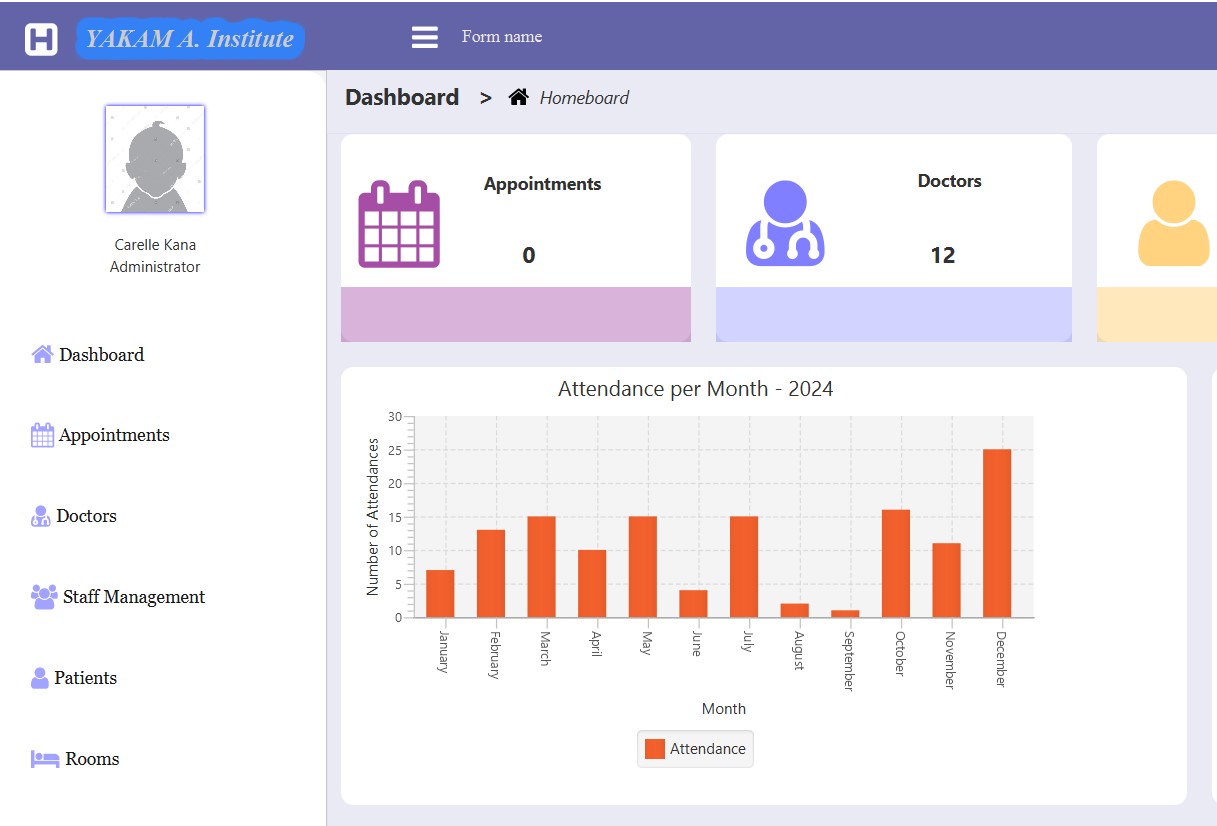 H YAKAM A. Institute
Form name
Dashboard > Homeboard
Carelle Kana
Administrator
Dashboard
Appointments
Doctors
Staff Management
Patients
Rooms
Appointments
0
Doctors
12
Attendance per Month - 2024
Number of Attendances
30
25
20
15
10
5
0
January
February
March
April
May
June
July
August
September
October
November
December
Month
Attendance